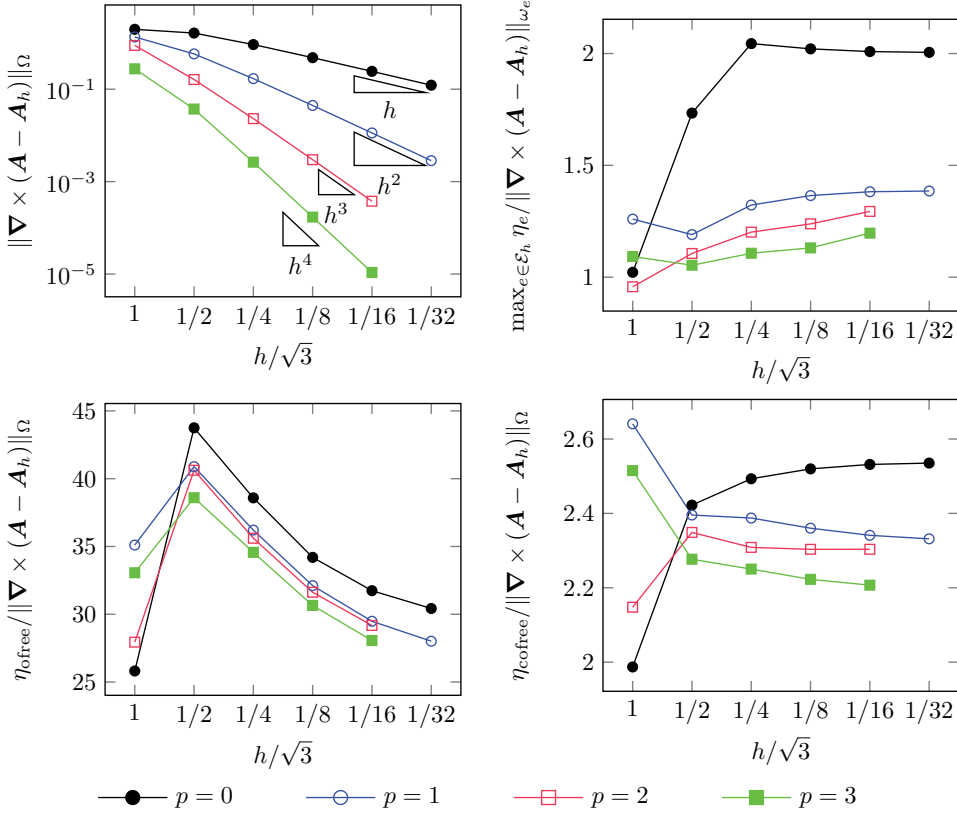 ‖∇ × (A − A_h)‖_Ω
10^−1
10^−3
10^−5
h
h^2
h^3
h^4
1 1/2 1/4 1/8 1/16 1/32
h/√3
max_{e∈ℰ_h} η_e/‖∇ × (A − A_h)‖_{ω_e}
2
1.5
1
1 1/2 1/4 1/8 1/16 1/32
h/√3
η_ofree/‖∇ × (A − A_h)‖_Ω
45
40
35
30
25
1 1/2 1/4 1/8 1/16 1/32
h/√3
η_cofree/‖∇ × (A − A_h)‖_Ω
2.6
2.4
2.2
2
1 1/2 1/4 1/8 1/16 1/32
h/√3
p = 0 p = 1 p = 2 p = 3